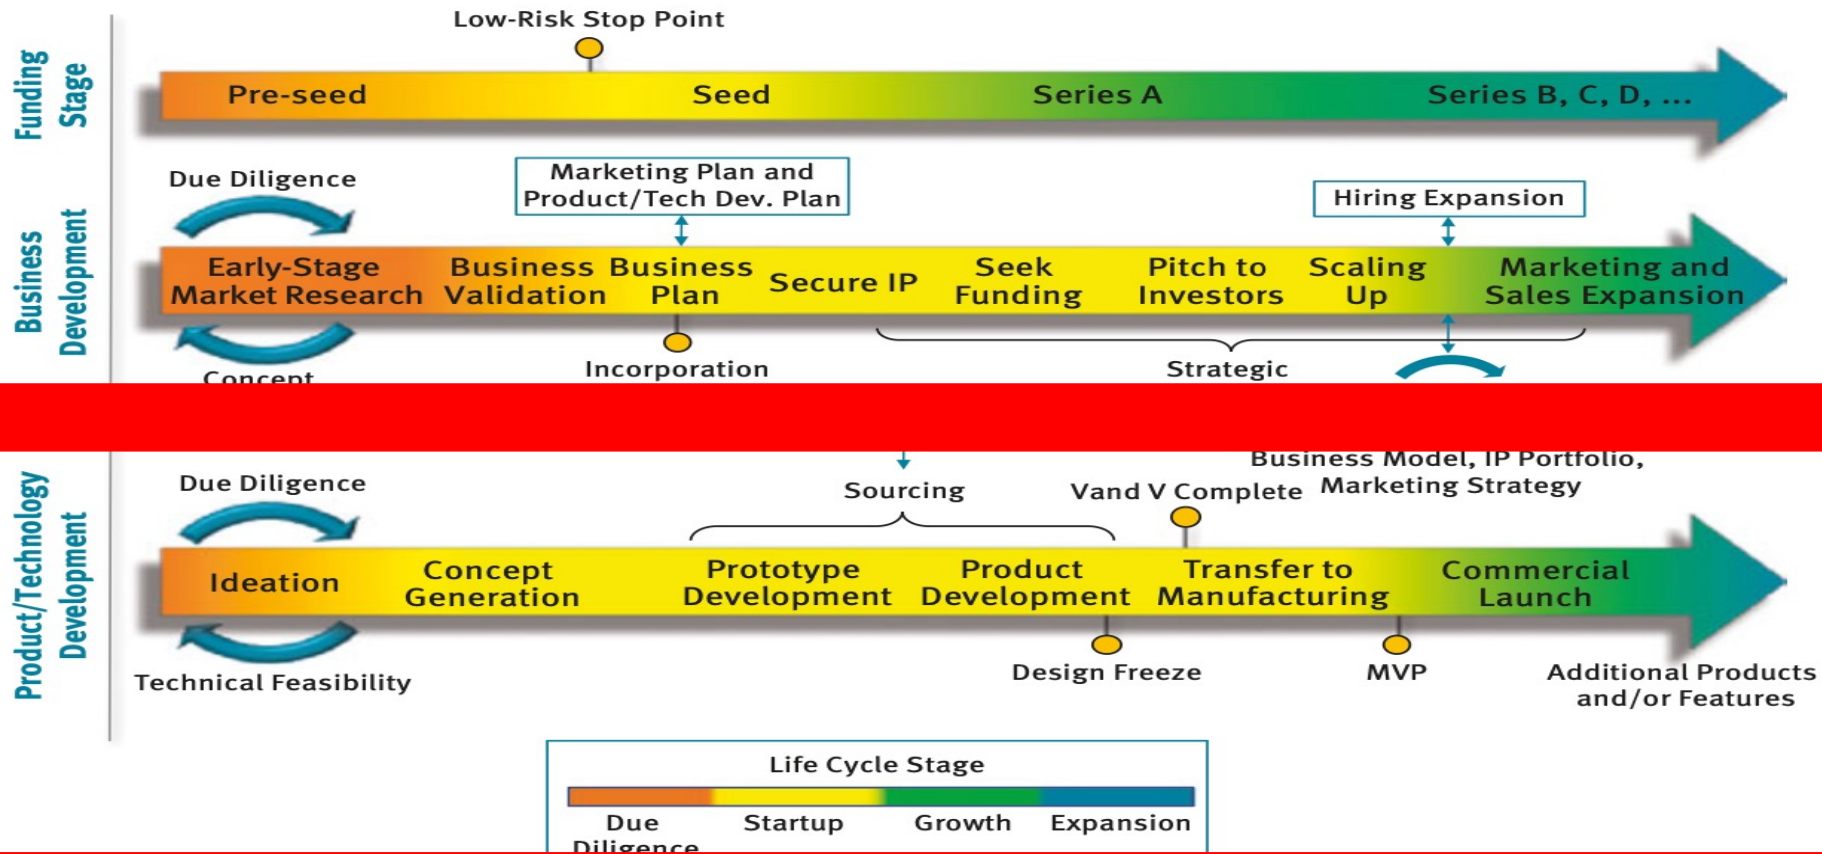 Low-Risk Stop Point
Funding
Stage
Pre-seed
Seed
Series A
Series B, C, D, ...
Due Diligence
Marketing Plan and
Product/Tech Dev. Plan
Hiring Expansion
Business
Development
Early-Stage
Market Research
Business
Validation
Business
Plan
Secure IP
Seek
Funding
Pitch to
Investors
Scaling
Up
Marketing and
Sales Expansion
Concept
Incorporation
Strategic
Business Model, IP Portfolio,
Marketing Strategy
Due Diligence
Sourcing
Vand V Complete
Product/Technology
Development
Ideation
Concept
Generation
Prototype
Development
Product
Development
Transfer to
Manufacturing
Commercial
Launch
Technical Feasibility
Design Freeze
MVP
Additional Products
and/or Features
Life Cycle Stage
Due
Diligence
Startup
Growth
Expansion